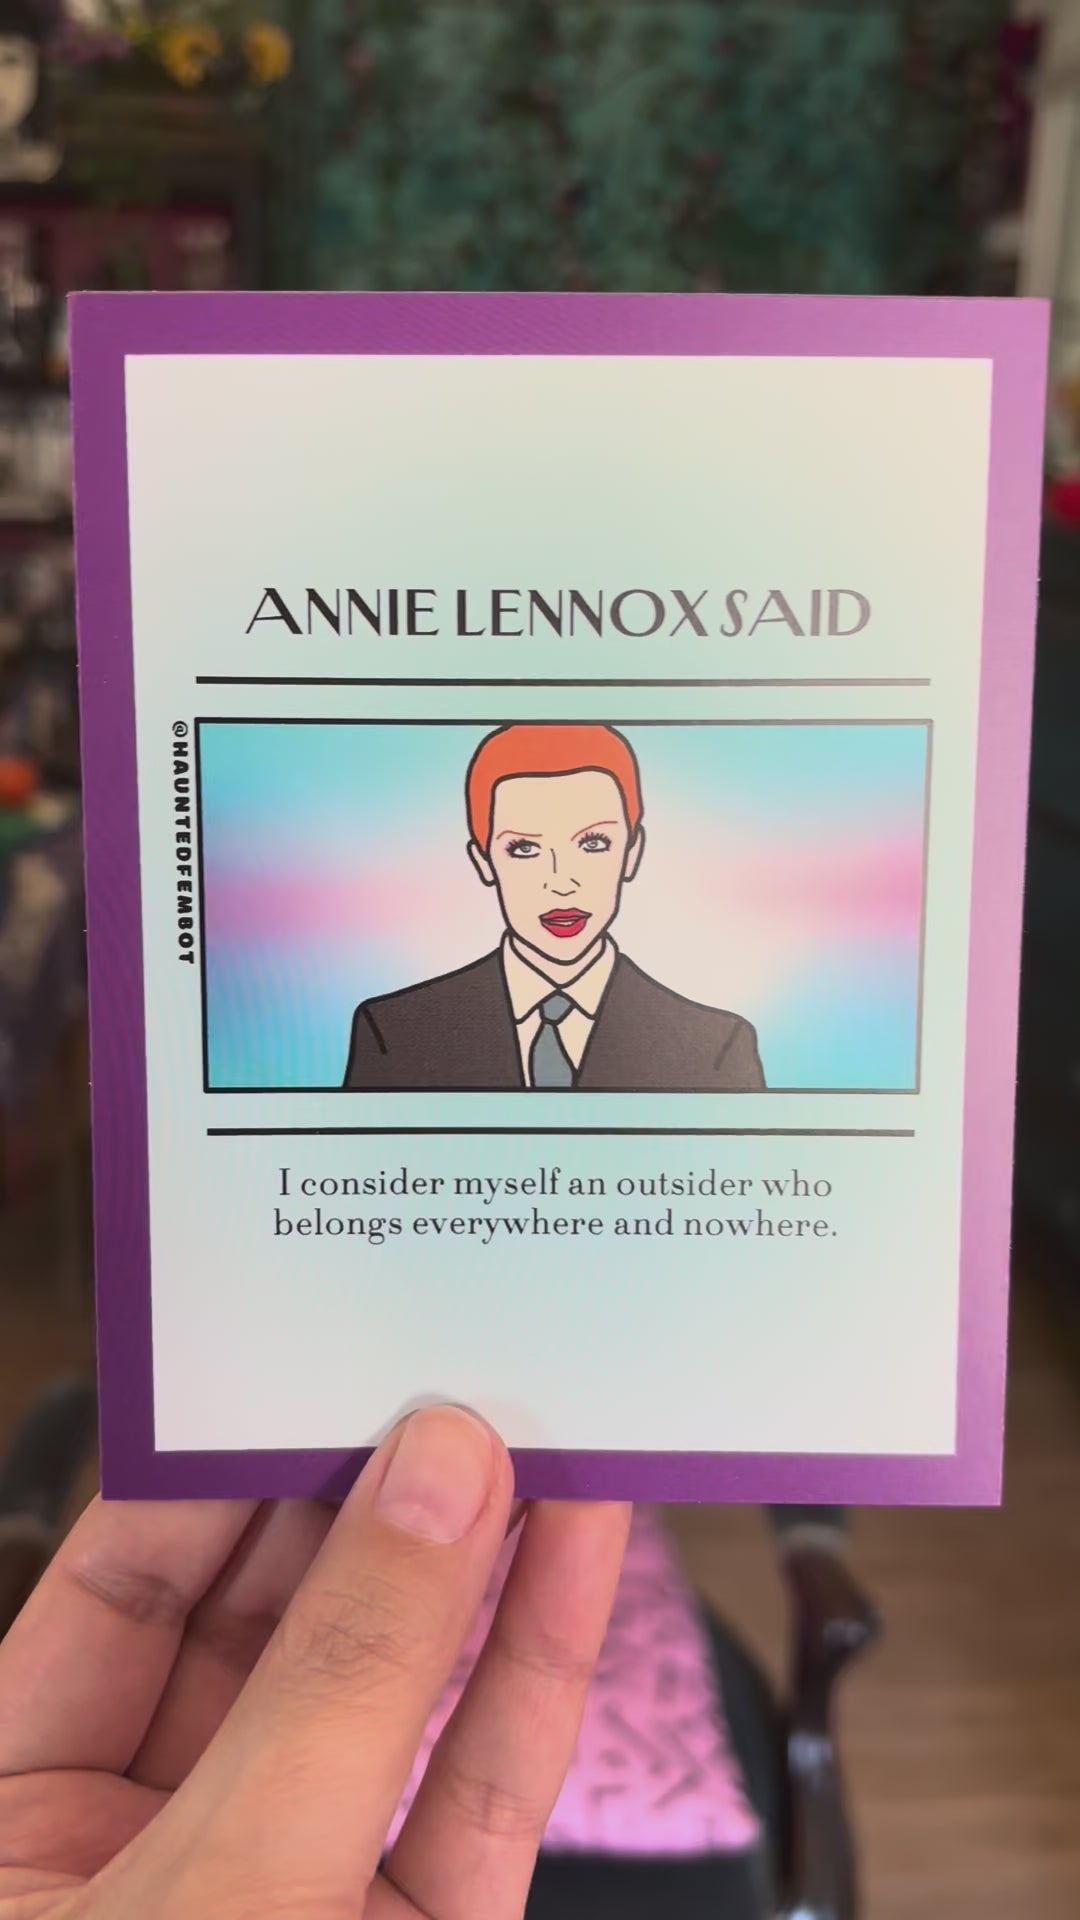 ANNIE LENNOX SAID
@HAUNTEDFEMBOT
I consider myself an outsider who
belongs everywhere and nowhere.